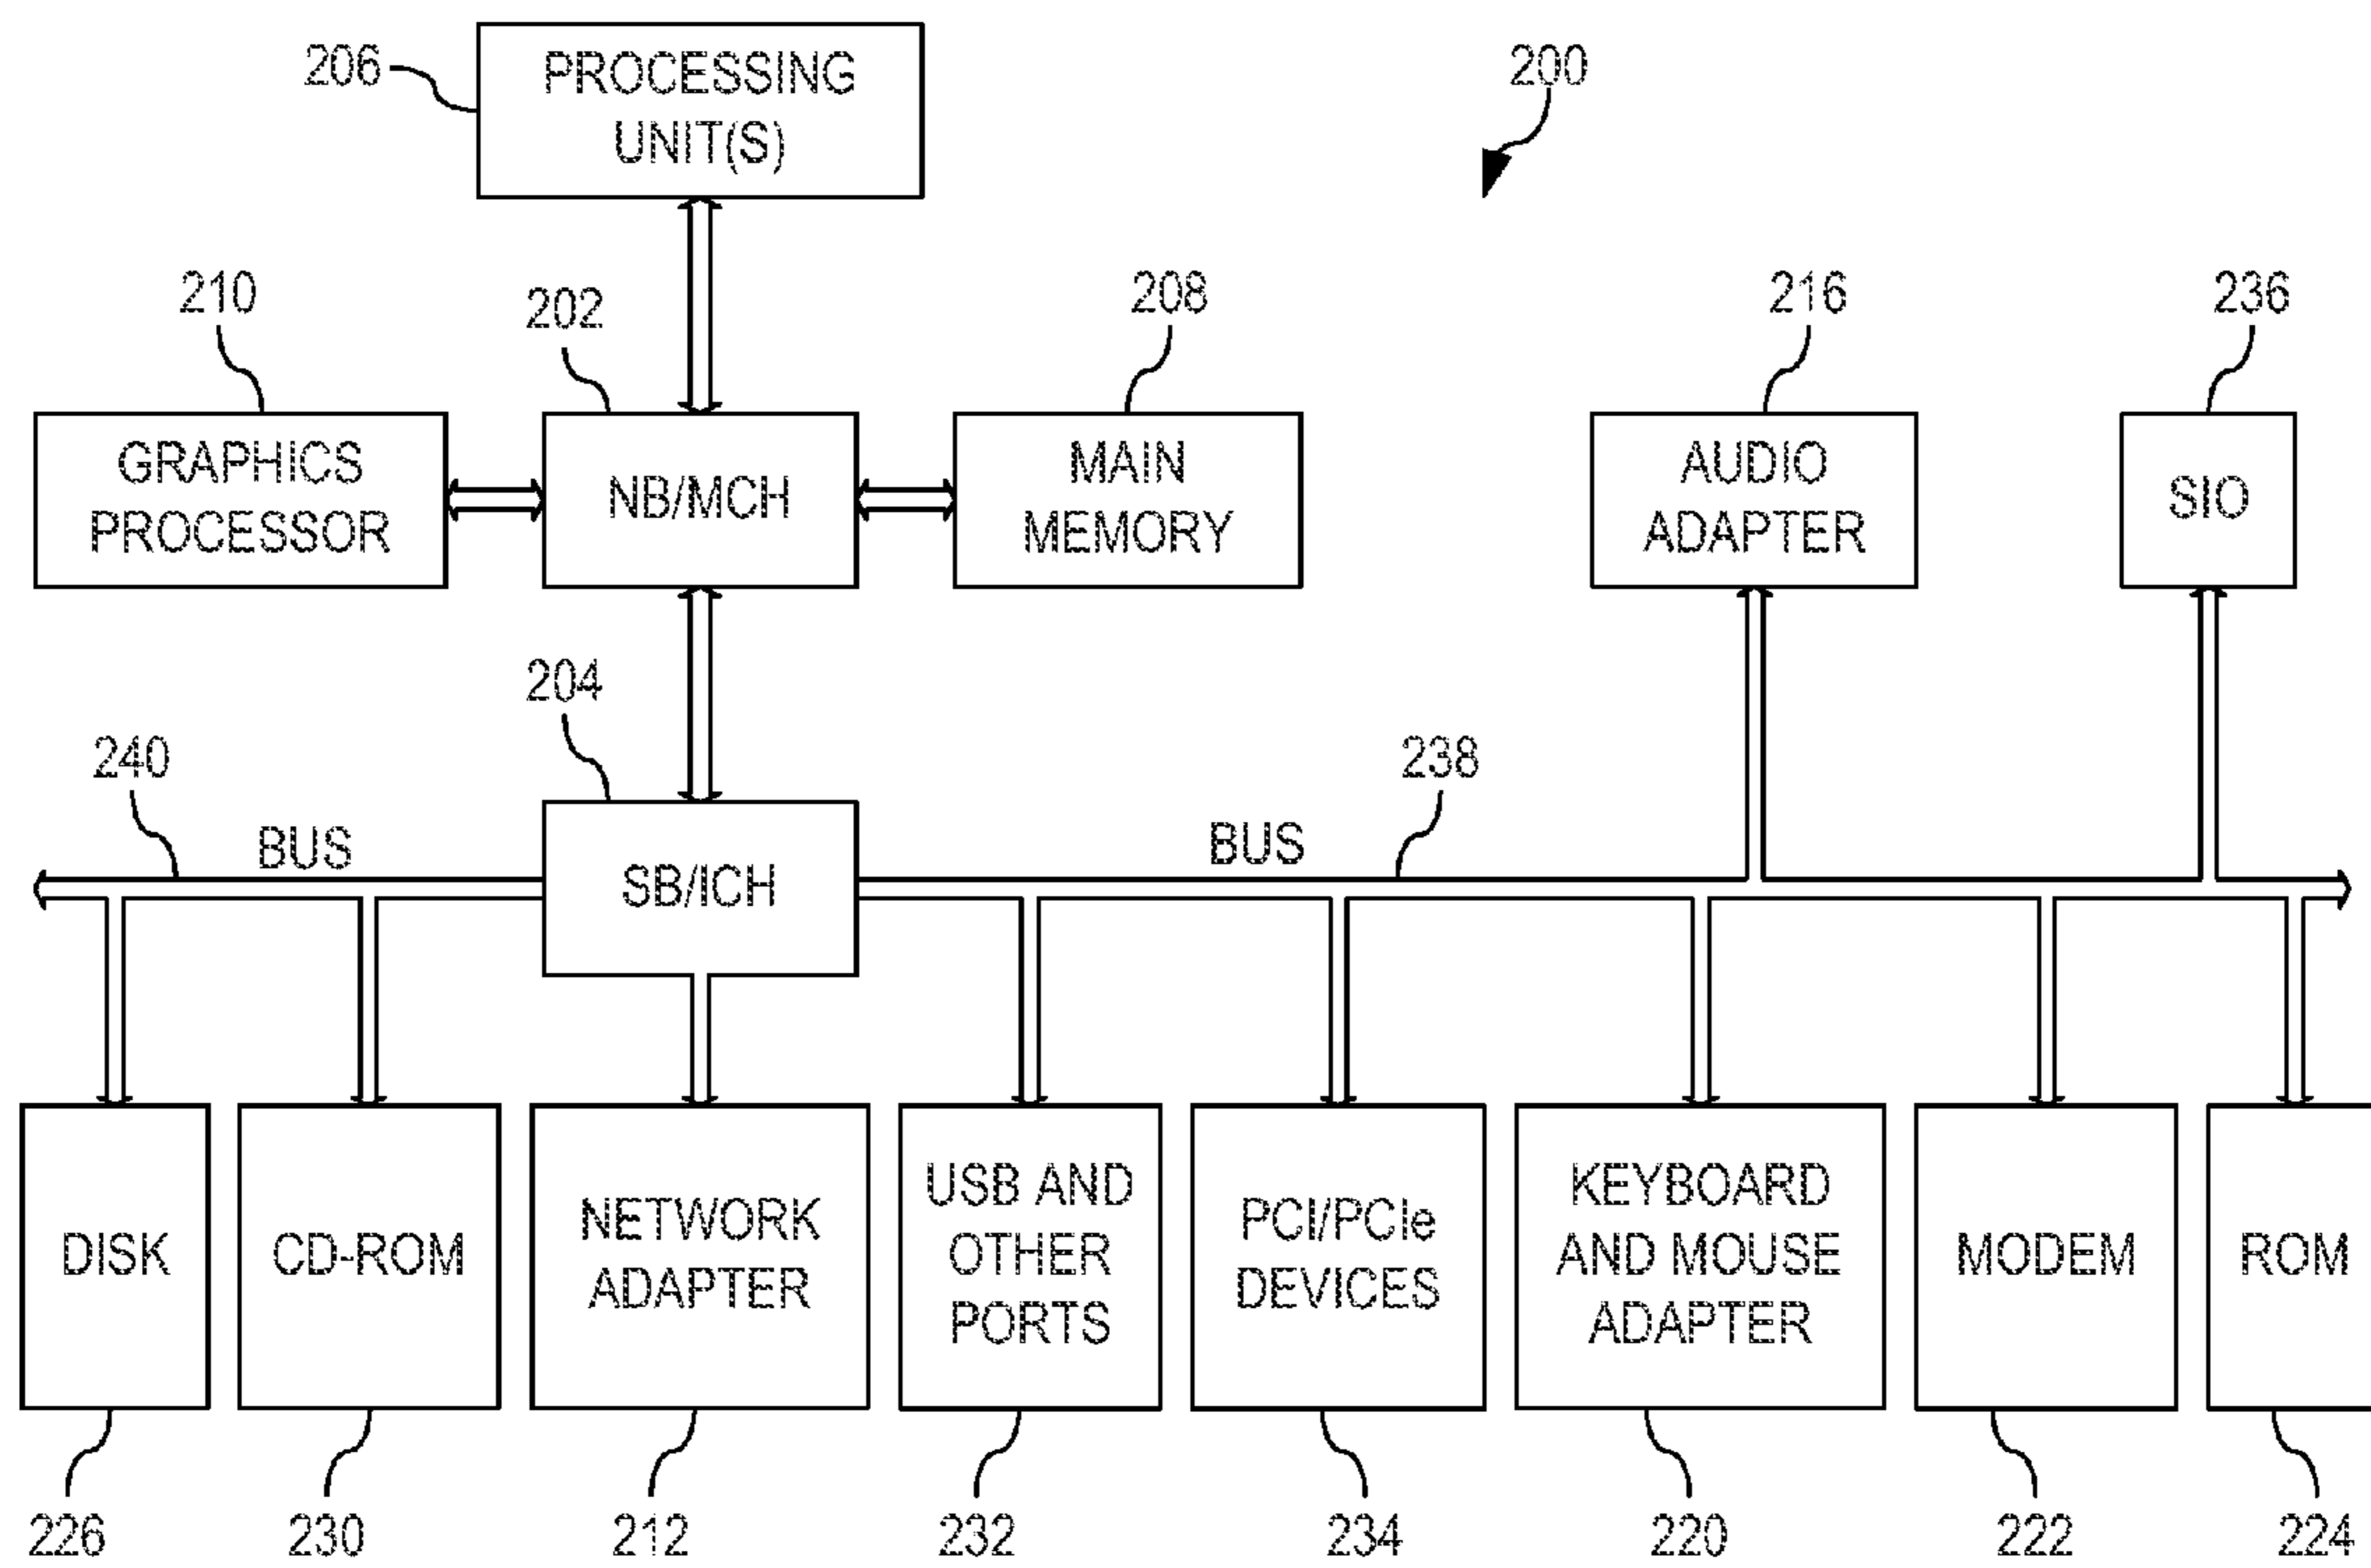 206
PROCESSING
UNIT(S)
200
210
202
208
216
236
GRAPHICS
PROCESSOR
NB/MCH
MAIN
MEMORY
AUDIO
ADAPTER
SIO
204
240
238
BUS
BUS
SB/ICH
DISK
CD-ROM
NETWORK
ADAPTER
USB AND
OTHER
PORTS
PCI/PCIe
DEVICES
KEYBOARD
AND MOUSE
ADAPTER
MODEM
ROM
226
230
212
232
234
220
222
224